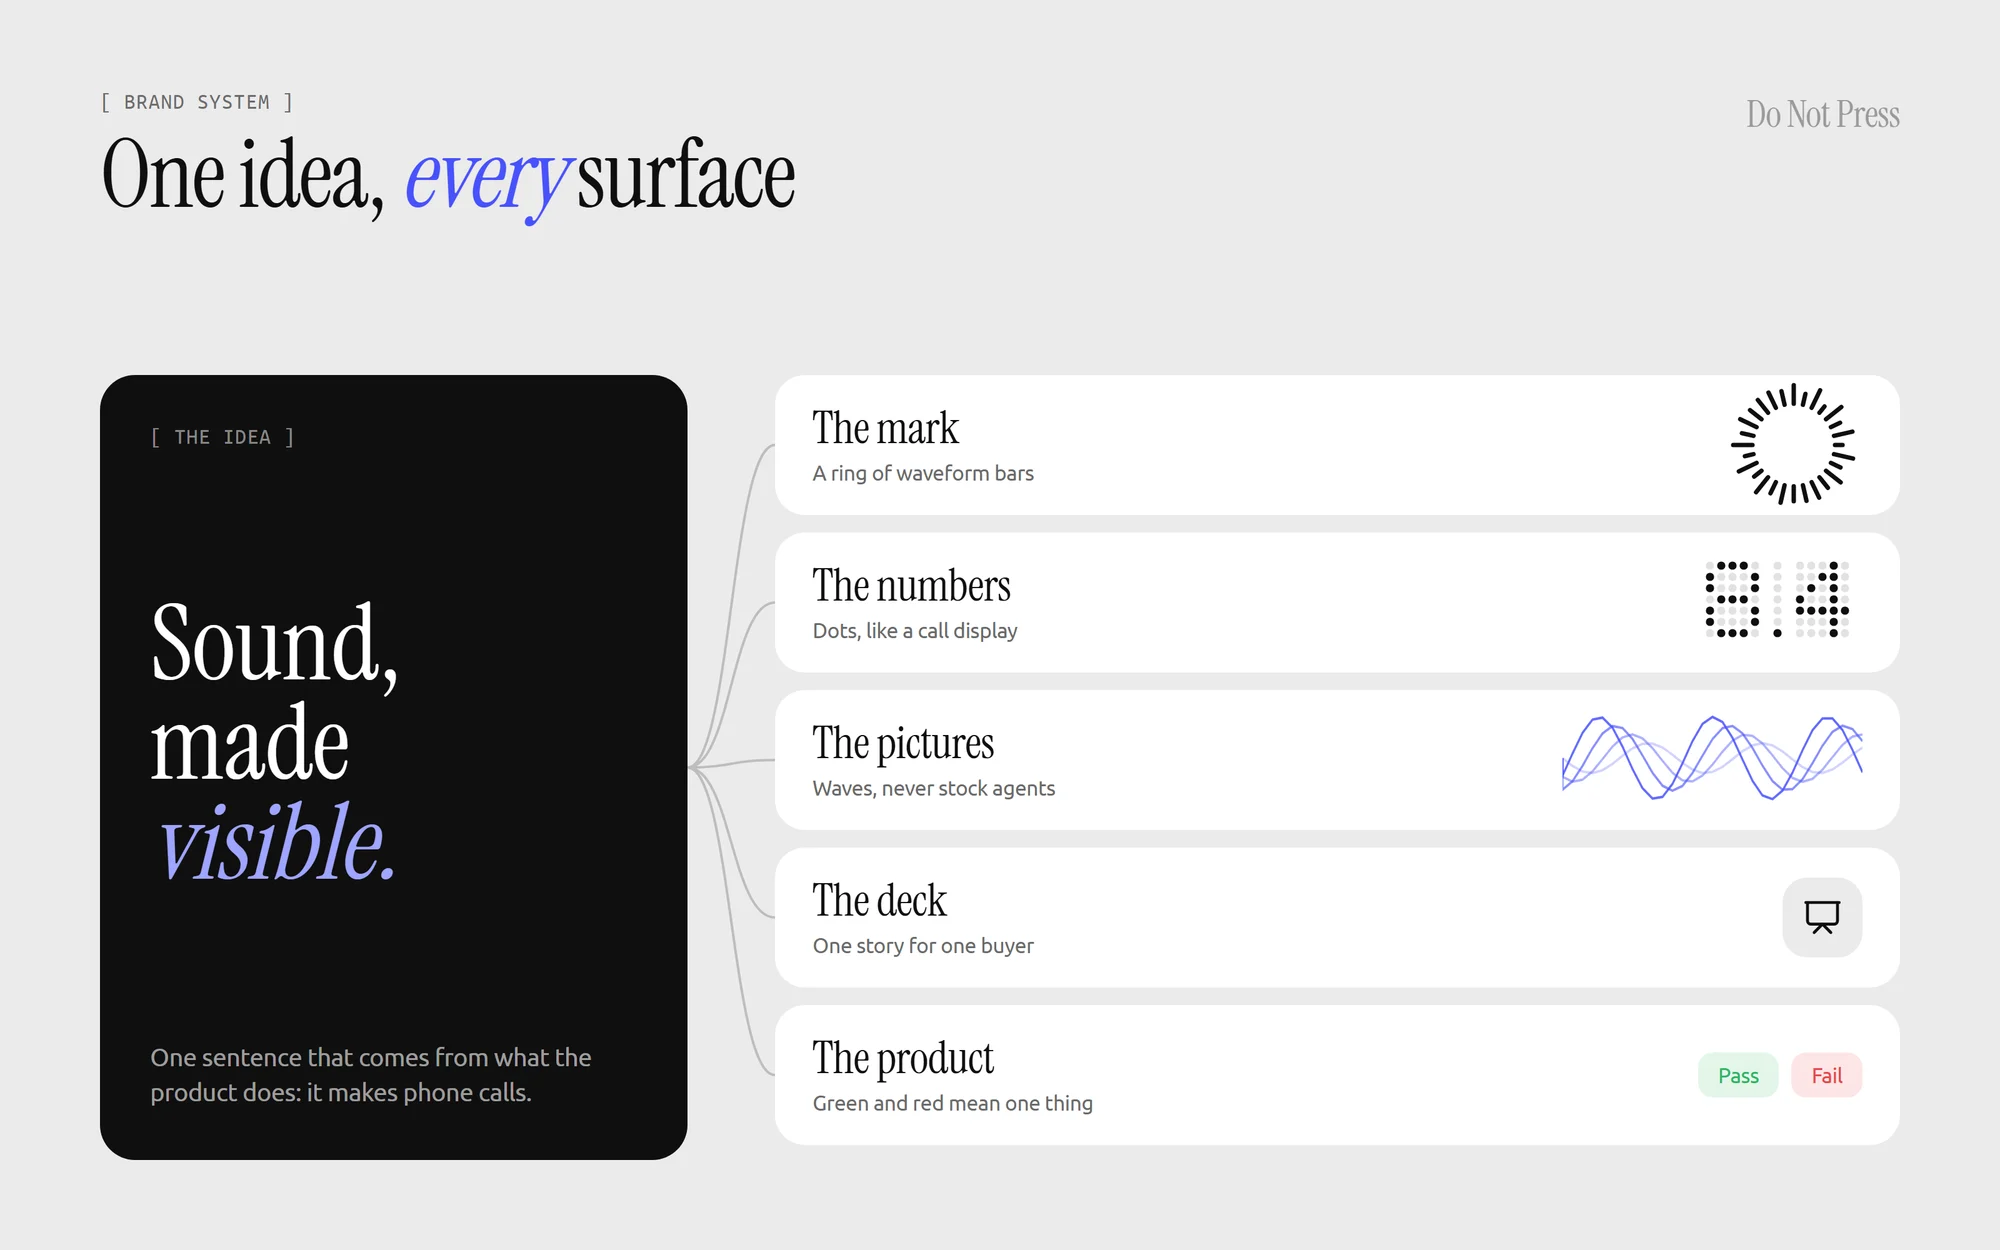 [ BRAND SYSTEM ]
One idea, every surface
Do Not Press
[ THE IDEA ]
Sound,
made
visible.
One sentence that comes from what the
product does: it makes phone calls.
The mark
A ring of waveform bars
The numbers
Dots, like a call display
8.4
The pictures
Waves, never stock agents
The deck
One story for one buyer
The product
Green and red mean one thing
Pass
Fail